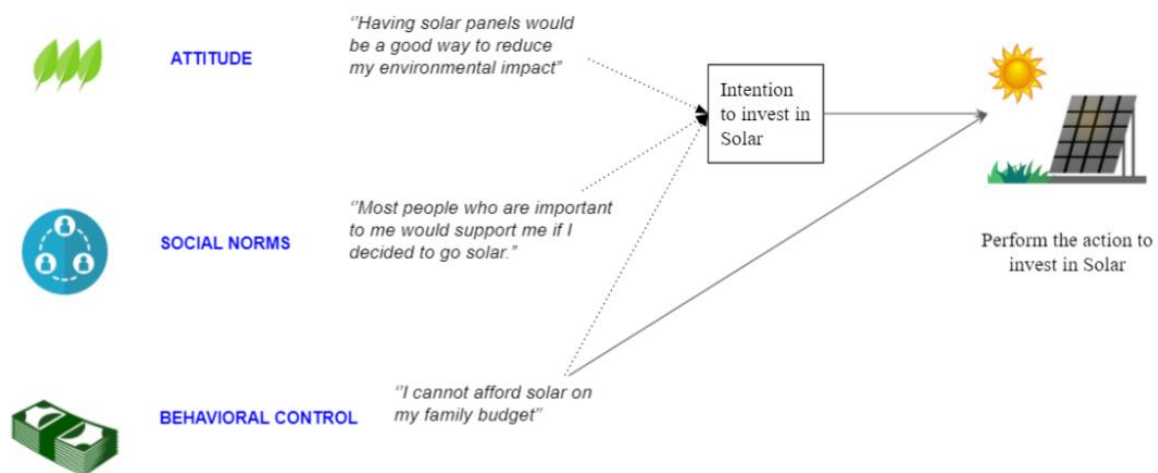 ATTITUDE
"Having solar panels would
be a good way to reduce
my environmental impact"
Intention
to invest in
Solar
SOCIAL NORMS
"Most people who are important
to me would support me if I
decided to go solar."
Perform the action to
invest in Solar
BEHAVIORAL CONTROL
"I cannot afford solar on
my family budget"